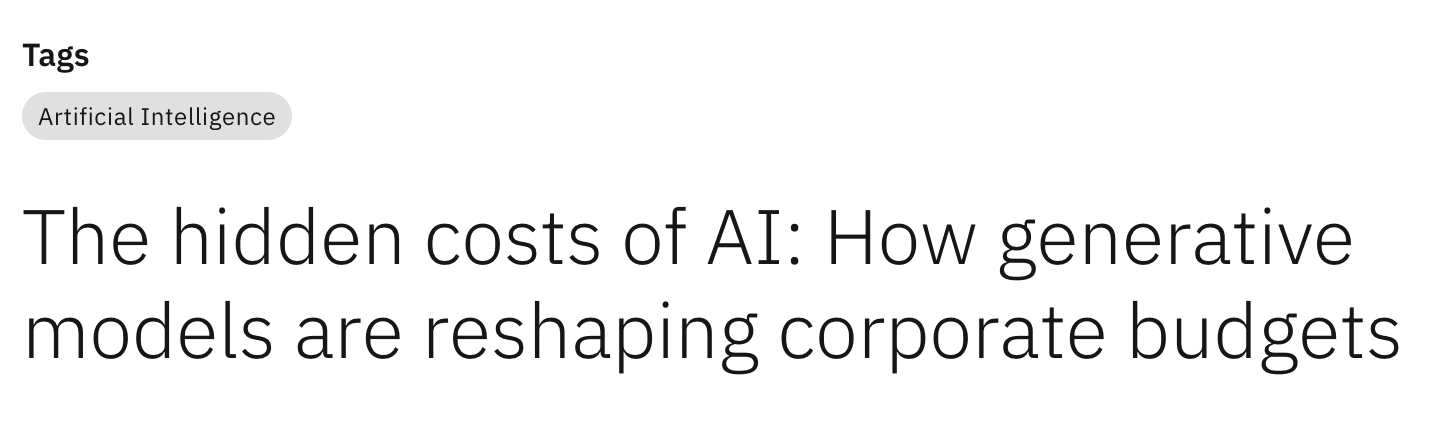 Tags
Artificial Intelligence
The hidden costs of AI: How generative
models are reshaping corporate budgets